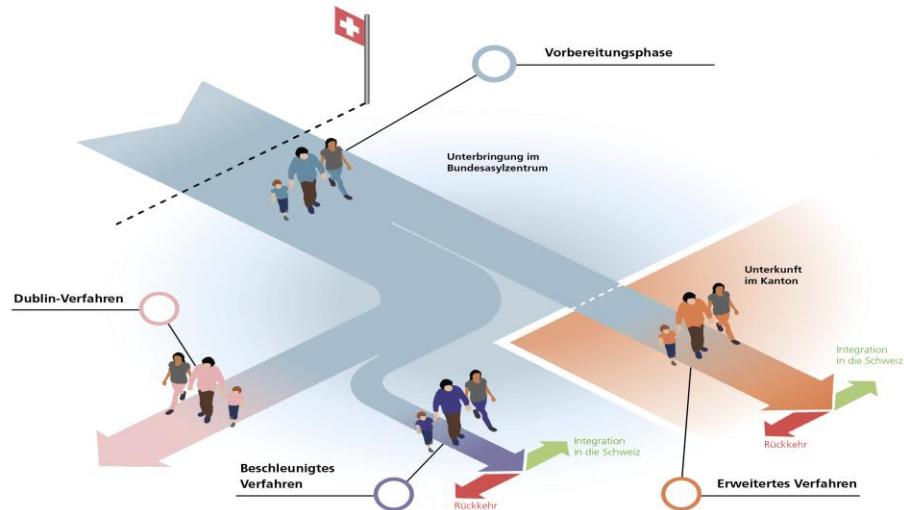 Vorbereitungsphase
Unterbringung im
Bundesasylzentrum
Unterkunft
im Kanton
Dublin-Verfahren
Integration
in die Schweiz
Rückkehr
Integration
in die Schweiz
Beschleunigtes
Verfahren
Rückkehr
Erweitertes Verfahren